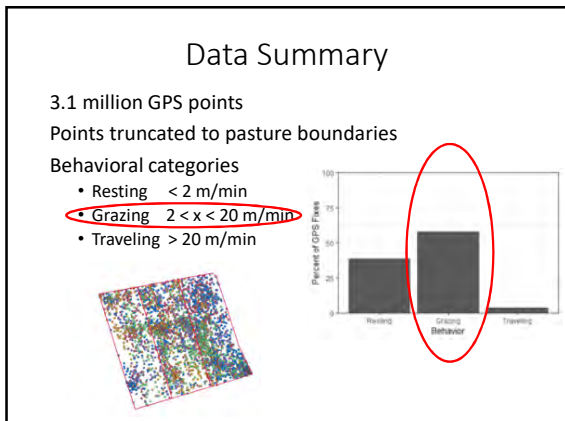 Data Summary
3.1 million GPS points
Points truncated to pasture boundaries
Behavioral categories
• Resting < 2 m/min
• Grazing 2 < x < 20 m/min
• Traveling > 20 m/min
Percent of GPS Fixes
100
75
50
25
0
Resting Grazing Traveling
Behavior